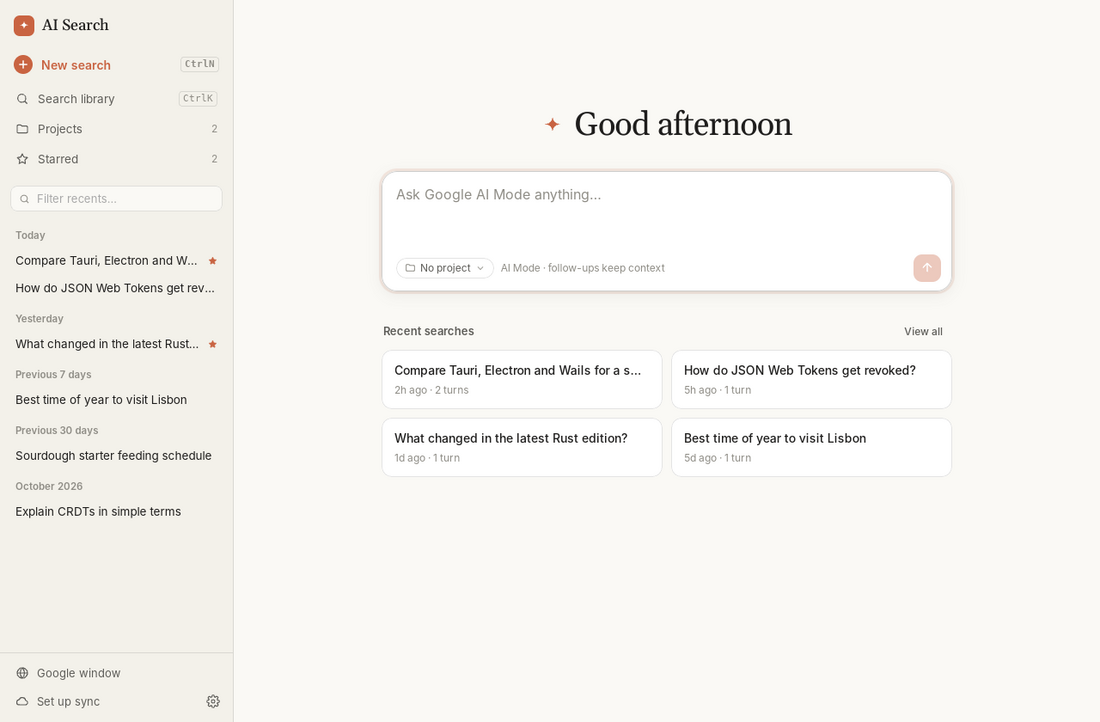 AI Search
New search CtrlN
Search library CtrlK
Projects 2
Starred 2
Filter recents...
Today
Compare Tauri, Electron and W...
How do JSON Web Tokens get rev...
Yesterday
What changed in the latest Rust...
Previous 7 days
Best time of year to visit Lisbon
Previous 30 days
Sourdough starter feeding schedule
October 2026
Explain CRDTs in simple terms
Google window
Set up sync
Good afternoon
Ask Google AI Mode anything...
No project AI Mode · follow-ups keep context
Recent searches View all
Compare Tauri, Electron and Wails for a s...
2h ago · 2 turns
How do JSON Web Tokens get revoked?
5h ago · 1 turn
What changed in the latest Rust edition?
1d ago · 1 turn
Best time of year to visit Lisbon
5d ago · 1 turn